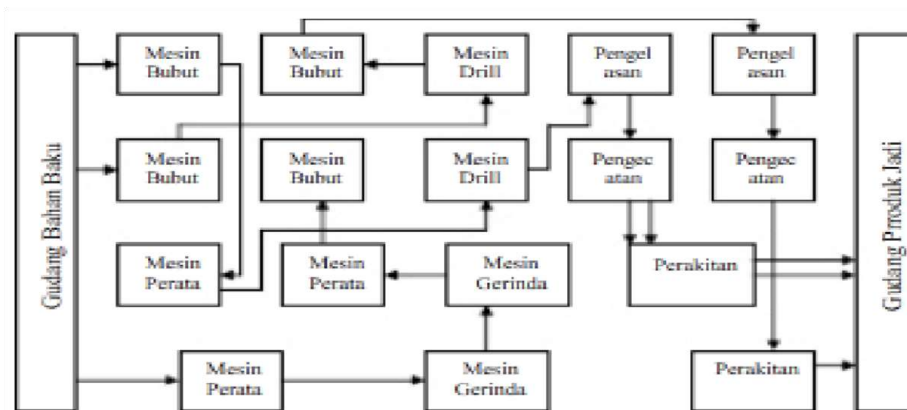 Gudang Bahan Baku
Mesin
Bubut
Mesin
Bubut
Mesin
Drill
Pengel
asan
Pengel
asan
Mesin
Bubut
Mesin
Bubut
Mesin
Drill
Pengec
atan
Pengec
atan
Mesin
Perata
Mesin
Perata
Mesin
Gerinda
Perakitan
Mesin
Perata
Mesin
Gerinda
Perakitan
Gudang Prroduk Jadi